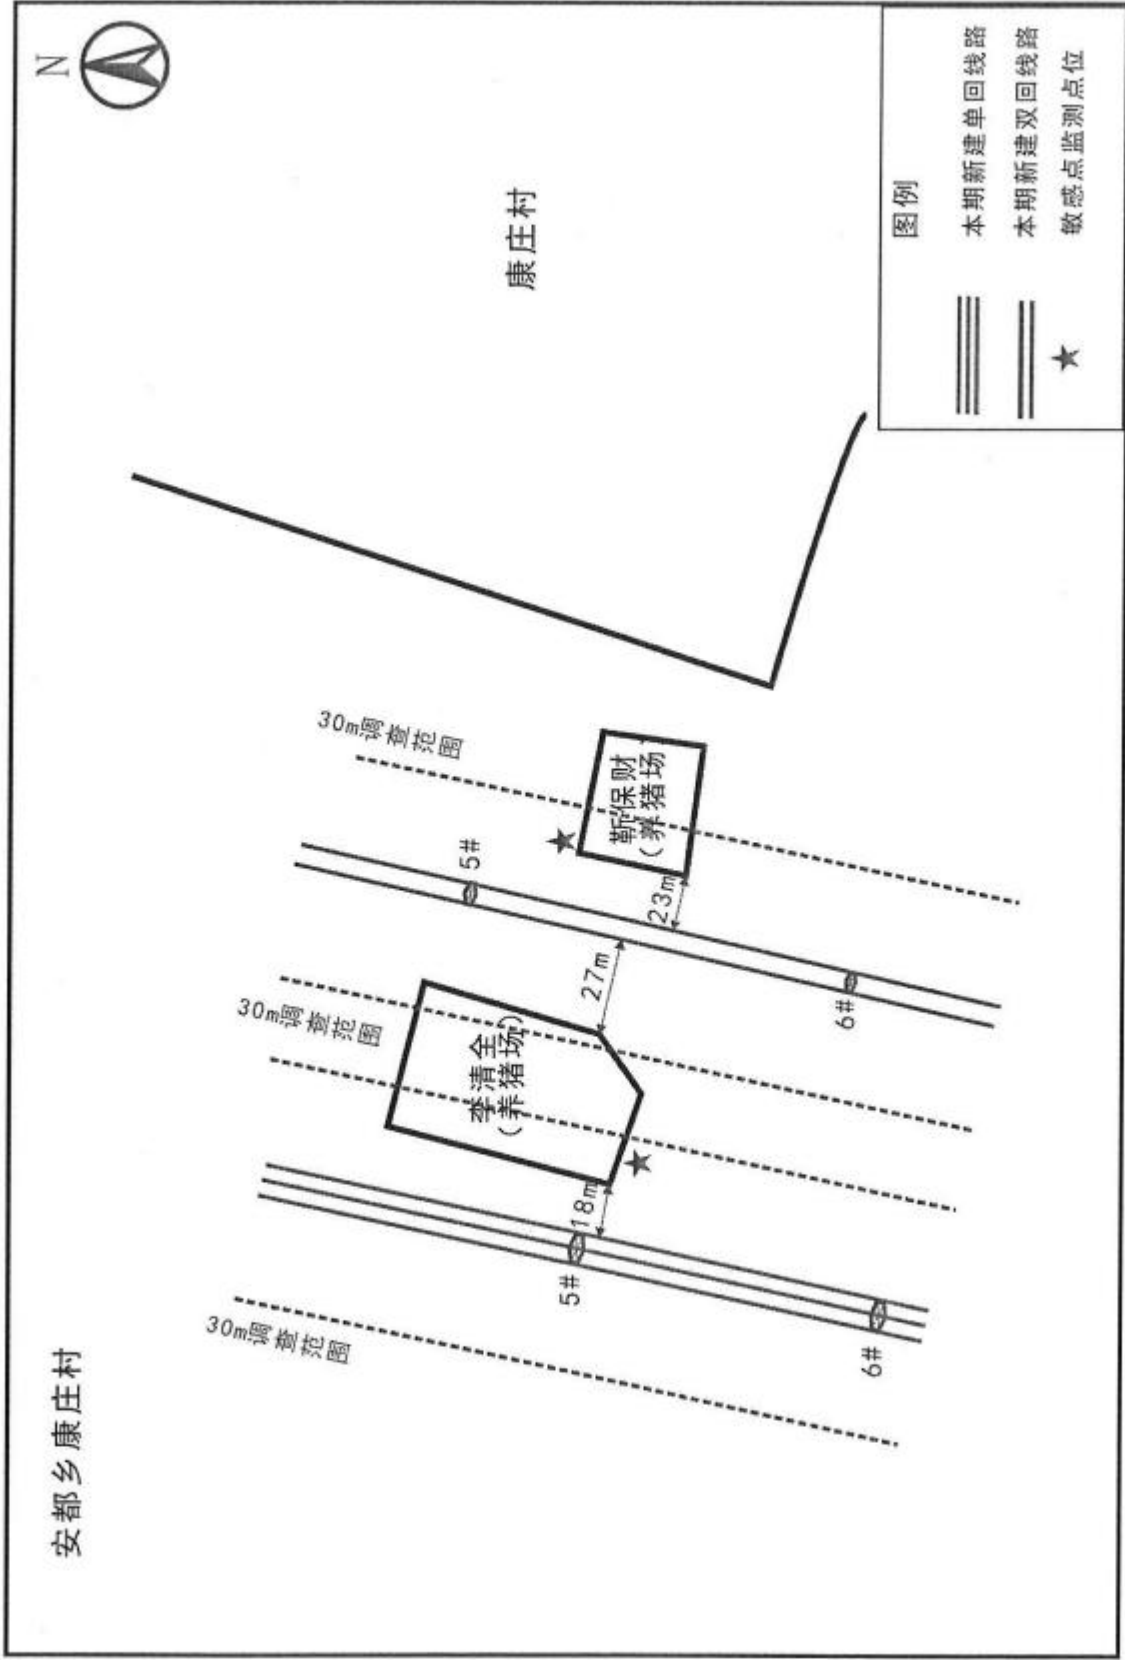 安都乡康庄村
N
康庄村
30m调查范围
30m调查范围
30m调查范围
5#
6#
5#
6#
李清全
（养猪场）
靳保财
（养猪场）
18m
27m
23m
图例
本期新建单回线路
本期新建双回线路
敏感点监测点位